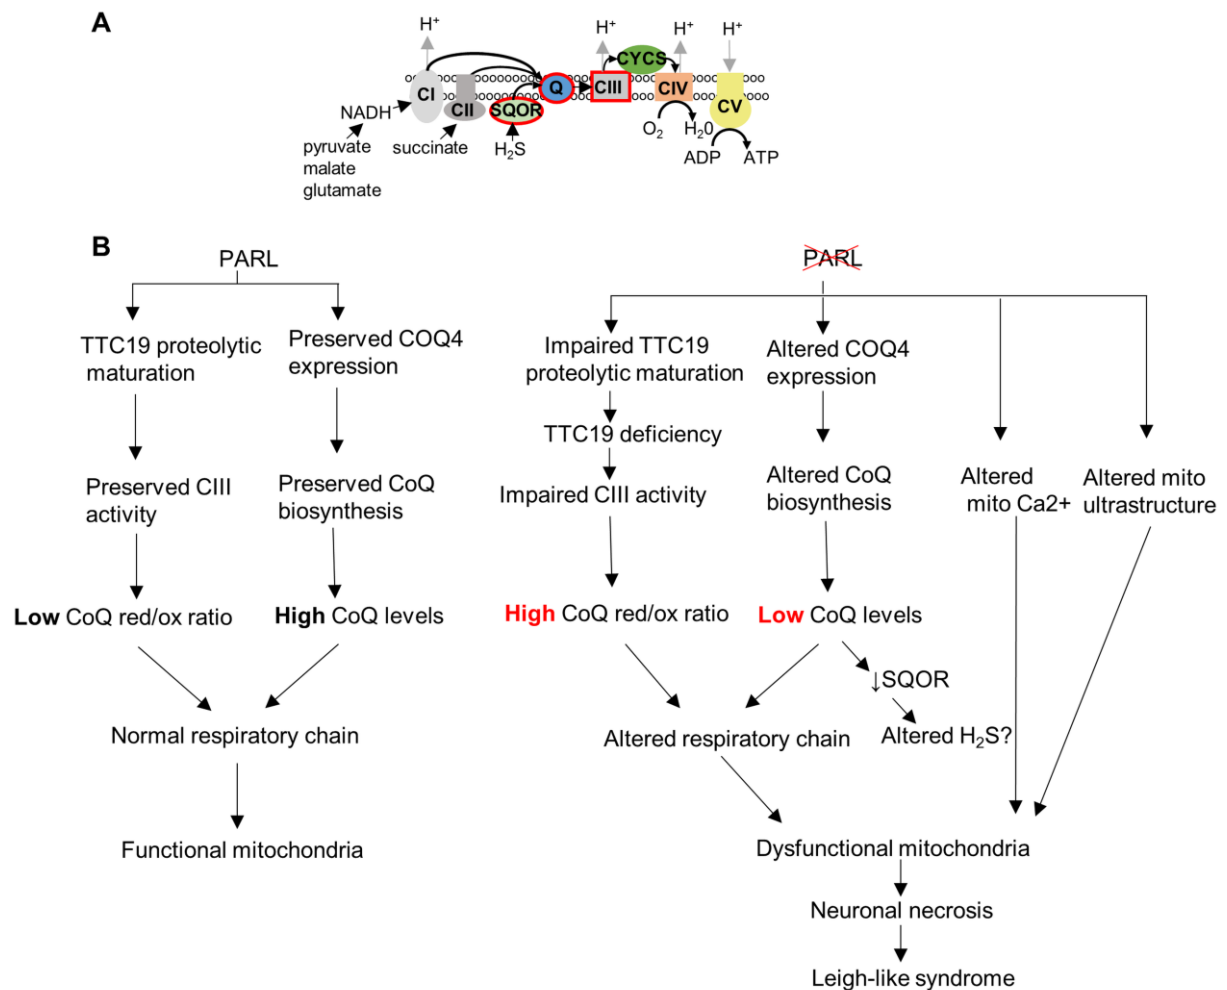 A
H+
H+
H+
H+
CYCS
CI
CII
SQOR
Q
CIII
CIV
CV
NADH
O2
H20
pyruvate
malate
glutamate
succinate
H2S
ADP
ATP
B
PARL
TTC19 proteolytic
maturation
Preserved COQ4
expression
Preserved CIII
activity
Preserved CoQ
biosynthesis
Low CoQ red/ox ratio
High CoQ levels
Normal respiratory chain
Functional mitochondria
PARL
Impaired TTC19
proteolytic maturation
Altered COQ4
expression
TTC19 deficiency
Impaired CIII activity
Altered CoQ
biosynthesis
Altered
mito Ca2+
Altered mito
ultrastructure
High CoQ red/ox ratio
Low CoQ levels
↓SQOR
Altered respiratory chain
Altered H2S?
Dysfunctional mitochondria
Neuronal necrosis
Leigh-like syndrome